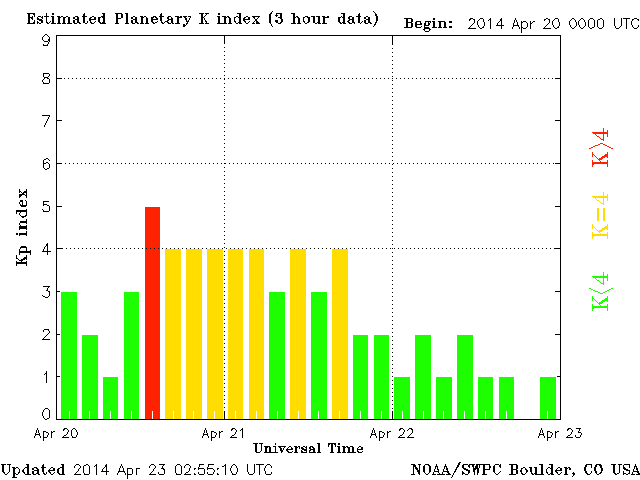 Estimated Planetary K index (3 hour data) Begin: 2014 Apr 20 0000 UTC
9
8
7
6
5
4
3
2
1
0
Kp index
Apr 20 Apr 21 Apr 22 Apr 23
Universal Time
K>4
K=4
K<4
Updated 2014 Apr 23 02:55:10 UTC NOAA/SWPC Boulder, CO USA